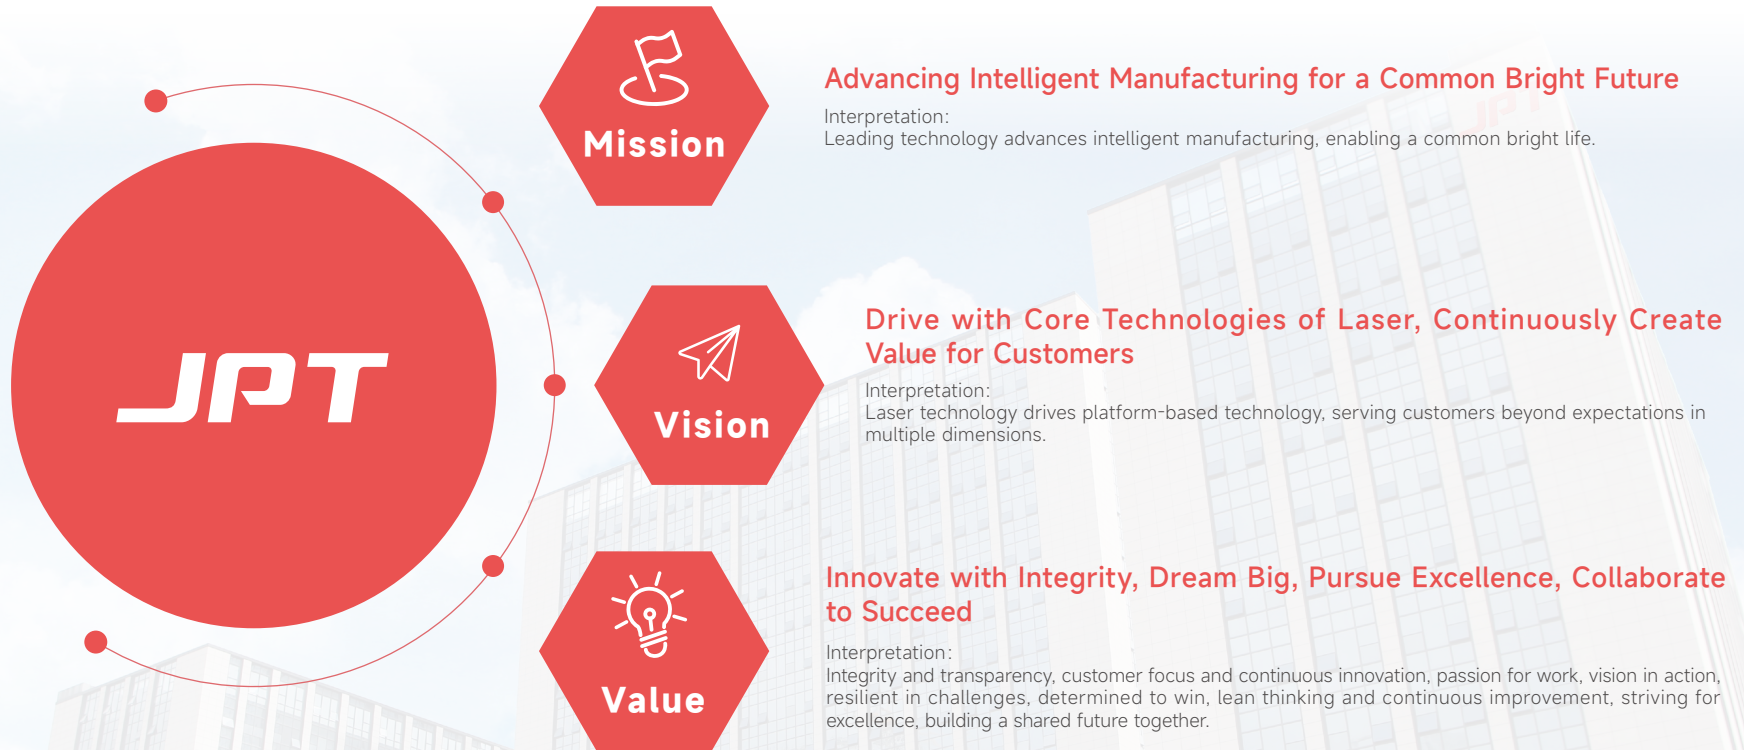 JPT
Mission
Advancing Intelligent Manufacturing for a Common Bright Future
Interpretation:
Leading technology advances intelligent manufacturing, enabling a common bright life.
Vision
Drive with Core Technologies of Laser, Continuously Create
Value for Customers
Interpretation:
Laser technology drives platform-based technology, serving customers beyond expectations in
multiple dimensions.
Value
Innovate with Integrity, Dream Big, Pursue Excellence, Collaborate
to Succeed
Interpretation:
Integrity and transparency, customer focus and continuous innovation, passion for work, vision in action,
resilient in challenges, determined to win, lean thinking and continuous improvement, striving for
excellence, building a shared future together.
JPT